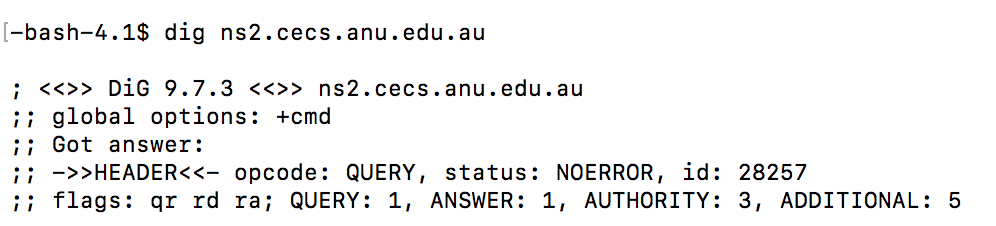 [-bash-4.1$ dig ns2.cecs.anu.edu.au
; <<>> DiG 9.7.3 <<>> ns2.cecs.anu.edu.au
;; global options: +cmd
;; Got answer:
;; ->>HEADER<<- opcode: QUERY, status: NOERROR, id: 28257
;; flags: qr rd ra; QUERY: 1, ANSWER: 1, AUTHORITY: 3, ADDITIONAL: 5